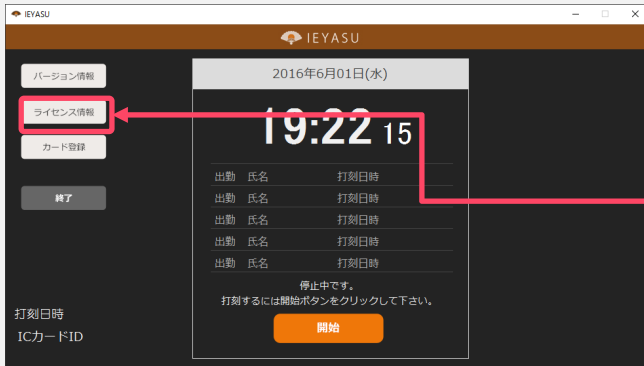 IEYASU
IEYASU
バージョン情報
ライセンス情報
カード登録
終了
打刻日時
ICカードID
2016年6月01日(水)
19:22 15
出勤 氏名 打刻日時
出勤 氏名 打刻日時
出勤 氏名 打刻日時
出勤 氏名 打刻日時
出勤 氏名 打刻日時
停止中です。
打刻するには開始ボタンをクリックして下さい。
開始